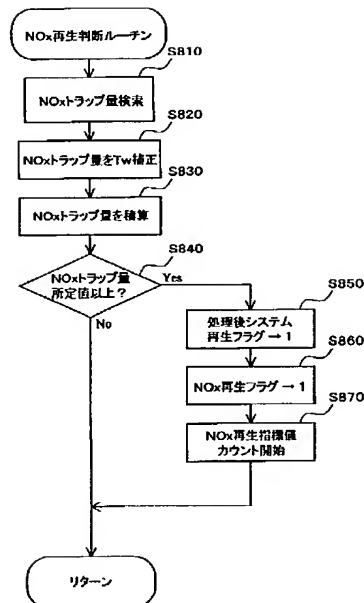 NOx再生判断ルーチン
S810
NOxトラップ量検索
S820
NOxトラップ量をTw補正
S830
NOxトラップ量を積算
S840
NOxトラップ量
所定値以上?
Yes
No
S850
処理後システム
再生フラグ→1
S860
NOx再生フラグ→1
S870
NOx再生指標値
カウント開始
リターン